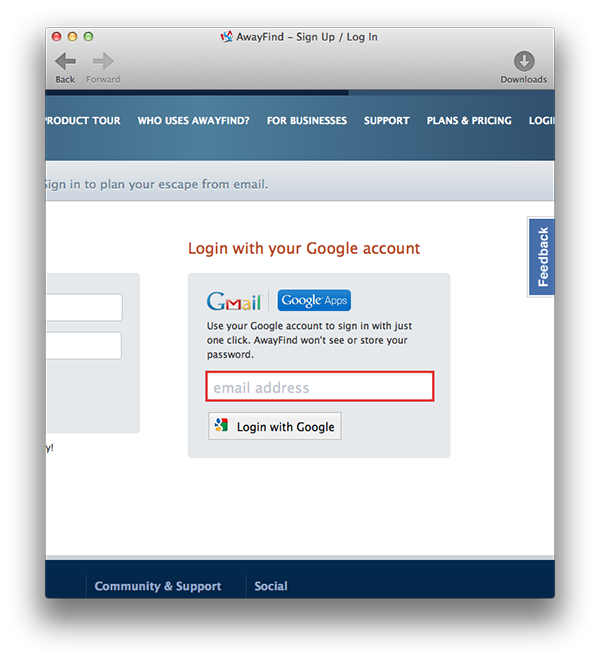 AwayFind – Sign Up / Log In
Back Forward Downloads
RODUCT TOUR WHO USES AWAYFIND? FOR BUSINESSES SUPPORT PLANS & PRICING LOGI
Sign in to plan your escape from email.
Feedback
Login with your Google account
Gmail Google Apps
Use your Google account to sign in with just
one click. AwayFind won't see or store your
password.
email address
Login with Google
y!
Community & Support Social